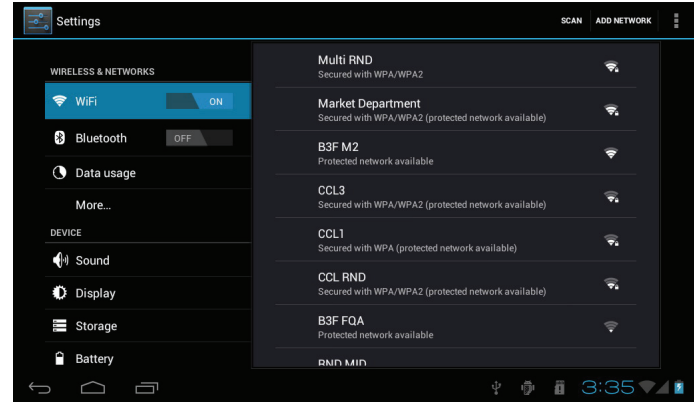 Settings
SCAN
ADD NETWORK
WIRELESS & NETWORKS
WiFi
ON
Bluetooth
OFF
Data usage
More...
DEVICE
Sound
Display
Storage
Battery
Multi RND
Secured with WPA/WPA2
Market Department
Secured with WPA/WPA2 (protected network available)
B3F M2
Protected network available
CCL3
Secured with WPA/WPA2 (protected network available)
CCL1
Secured with WPA (protected network available)
CCL RND
Secured with WPA/WPA2 (protected network available)
B3F FQA
Protected network available
RND MID
3:35